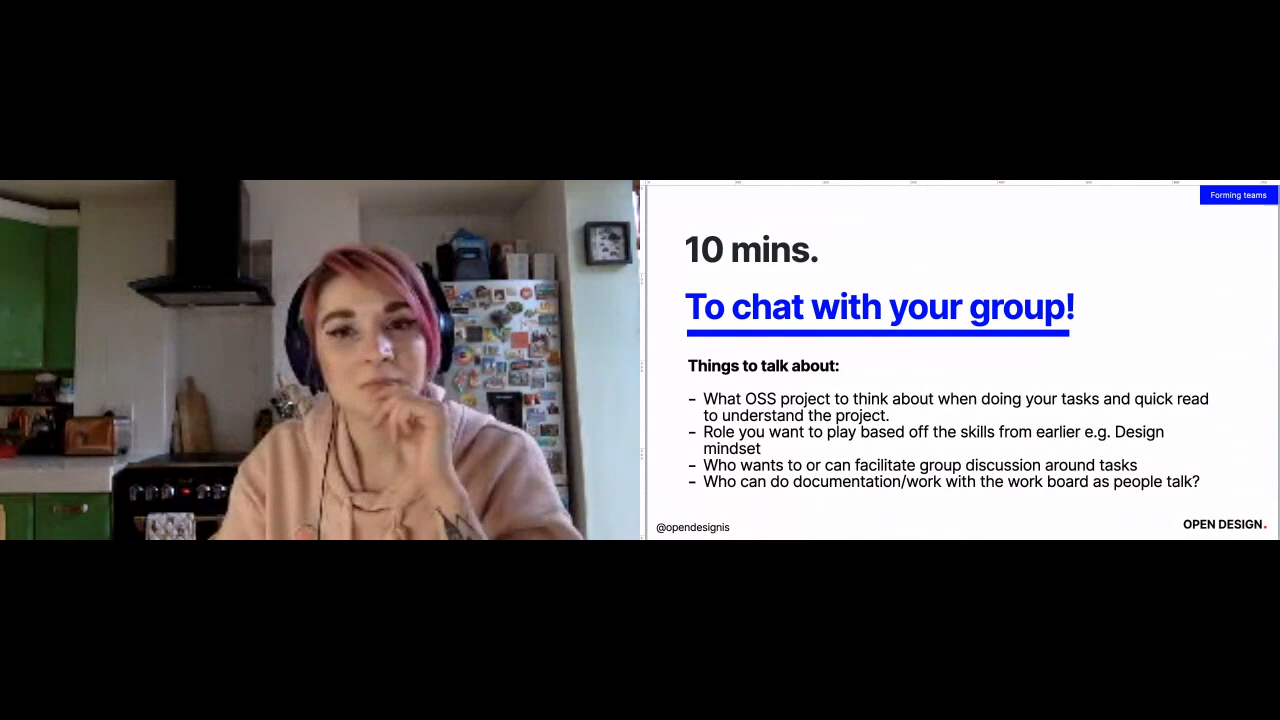 Forming teams
10 mins.
To chat with your group!
Things to talk about:
- What OSS project to think about when doing your tasks and quick read
to understand the project.
- Role you want to play based off the skills from earlier e.g. Design
mindset
- Who wants to or can facilitate group discussion around tasks
- Who can do documentation/work with the work board as people talk?
@opendesignis
OPEN DESIGN.